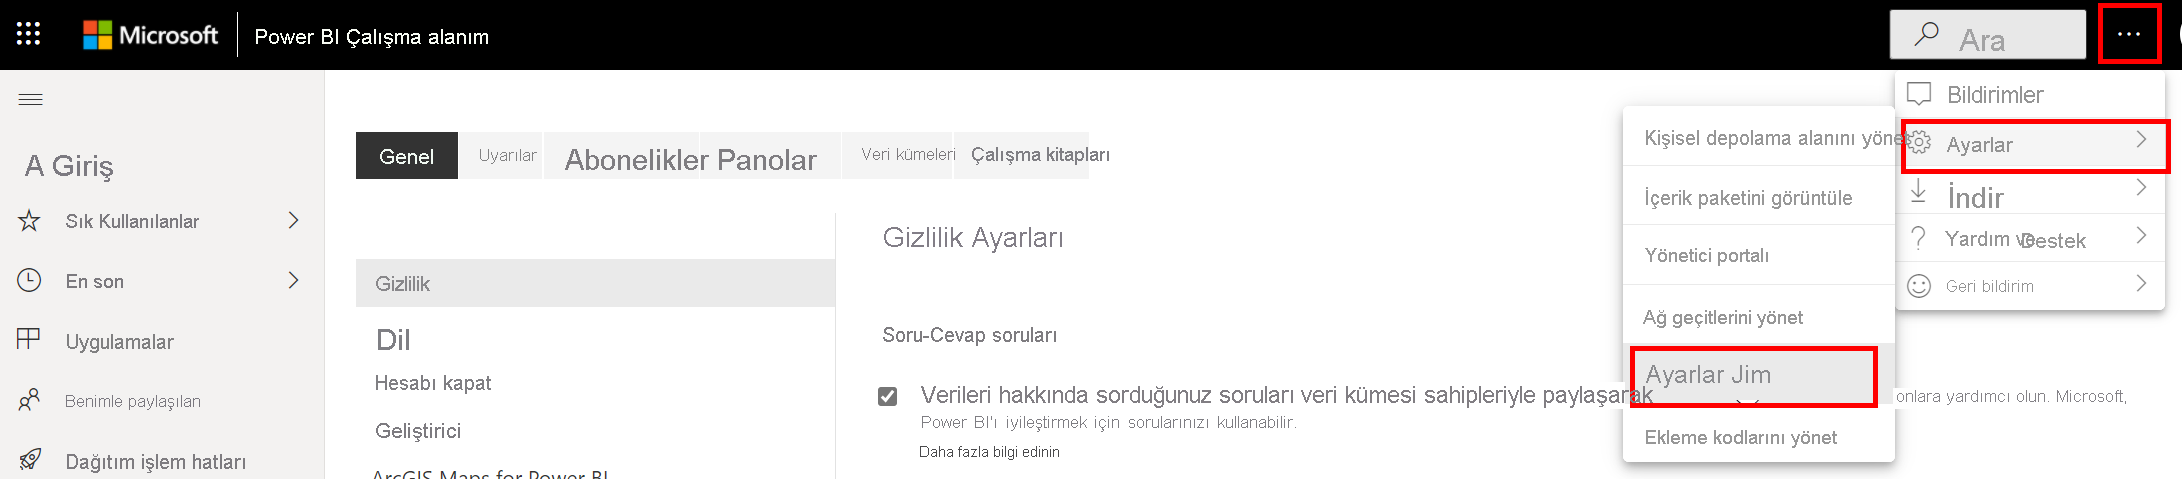 Microsoft
Power BI Çalışma alanım
Ara
...
Bildirimler
Ayarlar
İndir
Yardım ve Destek
Geri bildirim
Kişisel depolama alanını yönet
İçerik paketini görüntüle
Yönetici portalı
Ağ geçitlerini yönet
Ayarlar Jim
Ekleme kodlarını yönet
A Giriş
Sık Kullanılanlar
En son
Uygulamalar
Benimle paylaşılan
Dağıtım işlem hatları
Genel Uyarılar Abonelikler Panolar Veri kümeleri Çalışma kitapları
Gizlilik
Dil
Hesabı kapat
Geliştirici
ArcGIS Maps for Power BI
Gizlilik Ayarları
Soru-Cevap soruları
Verileri hakkında sorduğunuz soruları veri kümesi sahipleriyle paylaşarak onlara yardımcı olun. Microsoft,
Power BI'ı iyileştirmek için sorularınızı kullanabilir.
Daha fazla bilgi edinin